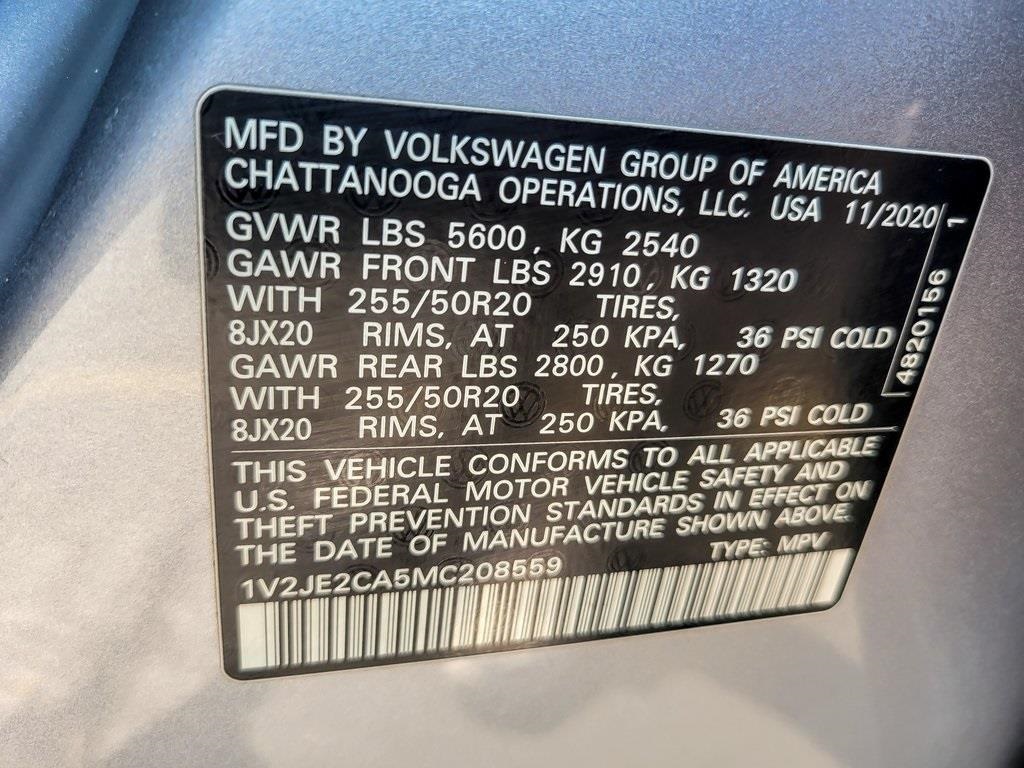 MFD BY VOLKSWAGEN GROUP OF AMERICA
CHATTANOOGA OPERATIONS, LLC. USA 11/2020
GVWR LBS 5600, KG 2540
GAWR FRONT LBS 2910, KG 1320
WITH 255/50R20 TIRES,
8JX20 RIMS, AT 250 KPA, 36 PSI COLD
GAWR REAR LBS 2800, KG 1270
WITH 255/50R20 TIRES,
8JX20 RIMS, AT 250 KPA, 36 PSI COLD
4820156 1
THIS VEHICLE CONFORMS TO ALL APPLICABLE
U.S. FEDERAL MOTOR VEHICLE SAFETY AND
THEFT PREVENTION STANDARDS IN EFFECT ON
THE DATE OF MANUFACTURE SHOWN ABOVE.
1V2JE2CA5MC208559 TYPE: MPV